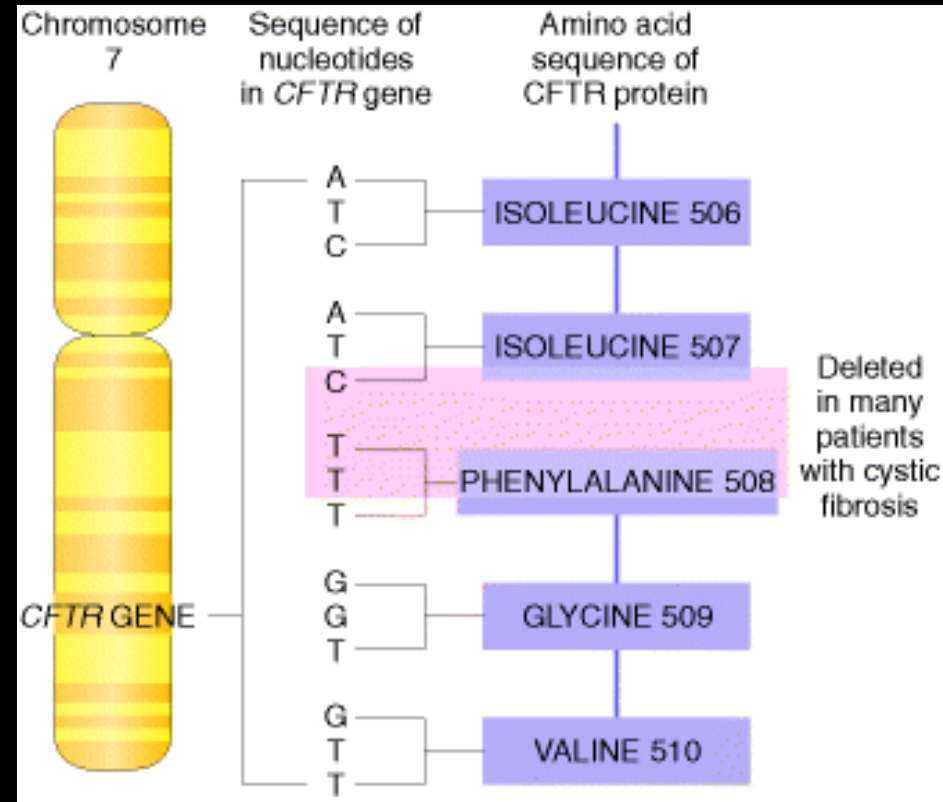 Chromosome
7
Sequence of
nucleotides
in CFTR gene
Amino acid
sequence of
CFTR protein
A
T
C
ISOLEUCINE 506
A
T
C
ISOLEUCINE 507
T
T
T
PHENYLALANINE 508
Deleted
in many
patients
with cystic
fibrosis
CFTR GENE
G
G
T
GLYCINE 509
G
T
T
VALINE 510